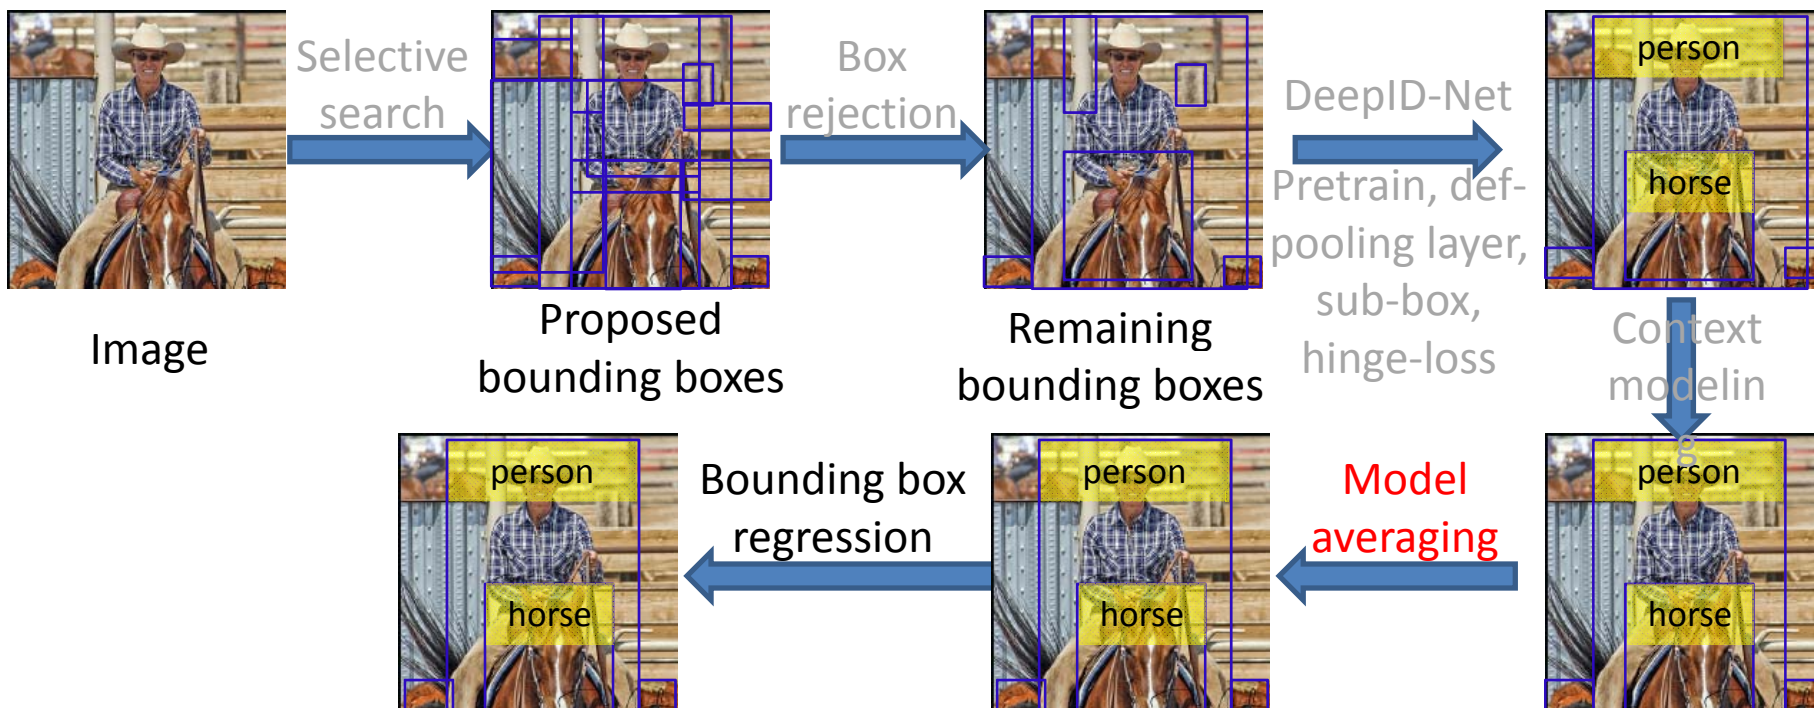 Selective
search
Box
rejection
DeepID-Net
Pretrain, def-
pooling layer,
sub-box,
hinge-loss
person
horse
Image
Proposed
bounding boxes
Remaining
bounding boxes
Context
modelin
g
person
horse
Model
averaging
person
horse
Bounding box
regression
person
horse